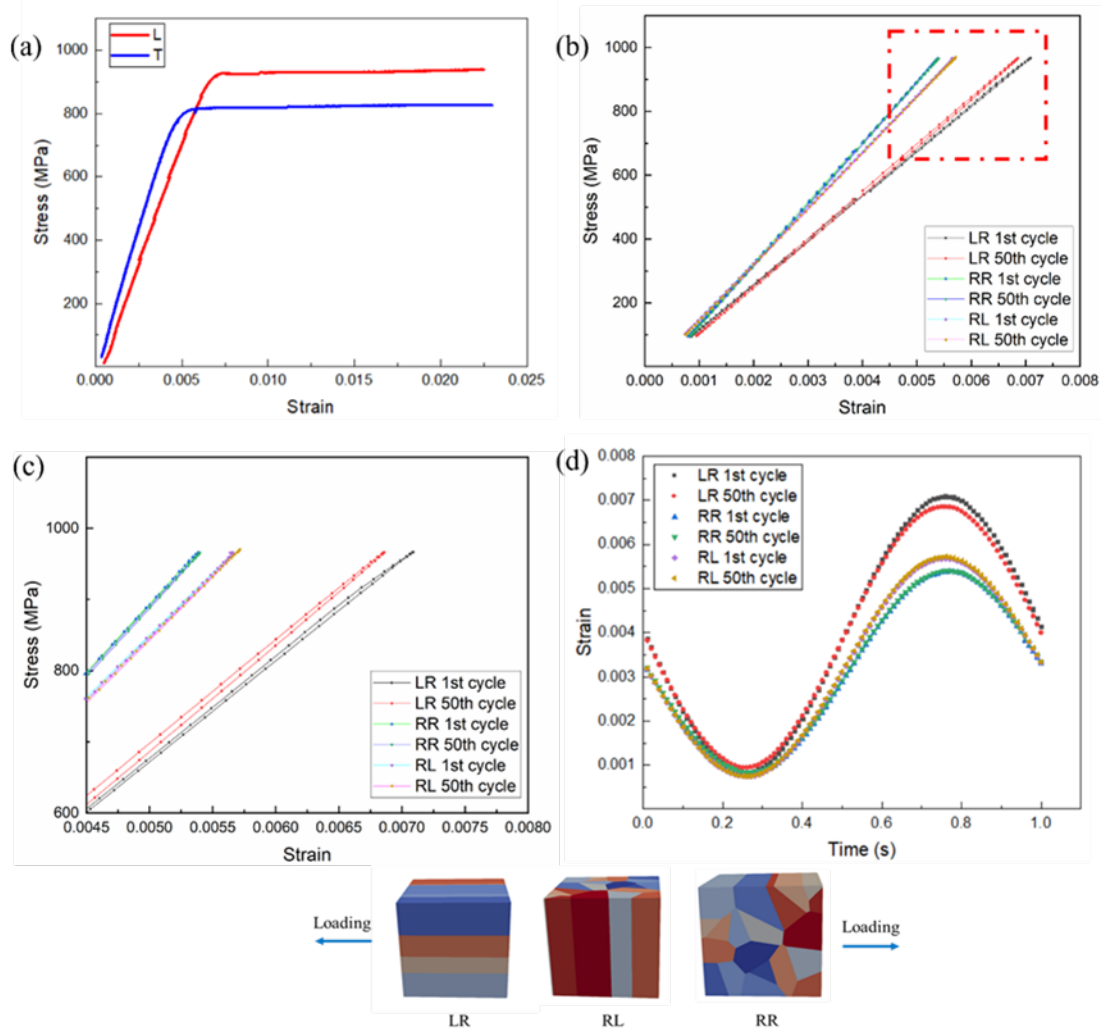 (a)
L
T
1000
800
600
400
200
0.000
0.005
0.010
0.015
0.020
0.025
Stress (MPa)
Strain
(b)
1000
800
600
400
200
0.000
0.001
0.002
0.003
0.004
0.005
0.006
0.007
0.008
Stress (MPa)
Strain
LR 1st cycle
LR 50th cycle
RR 1st cycle
RR 50th cycle
RL 1st cycle
RL 50th cycle
(c)
1000
800
600
0.0045
0.0050
0.0055
0.0060
0.0065
0.0070
0.0075
0.0080
Stress (MPa)
Strain
LR 1st cycle
LR 50th cycle
RR 1st cycle
RR 50th cycle
RL 1st cycle
RL 50th cycle
(d)
0.008
0.007
0.006
0.005
0.004
0.003
0.002
0.001
0.0
0.2
0.4
0.6
0.8
1.0
Strain
Time (s)
LR 1st cycle
LR 50th cycle
RR 1st cycle
RR 50th cycle
RL 1st cycle
RL 50th cycle
Loading
Loading
LR
RL
RR